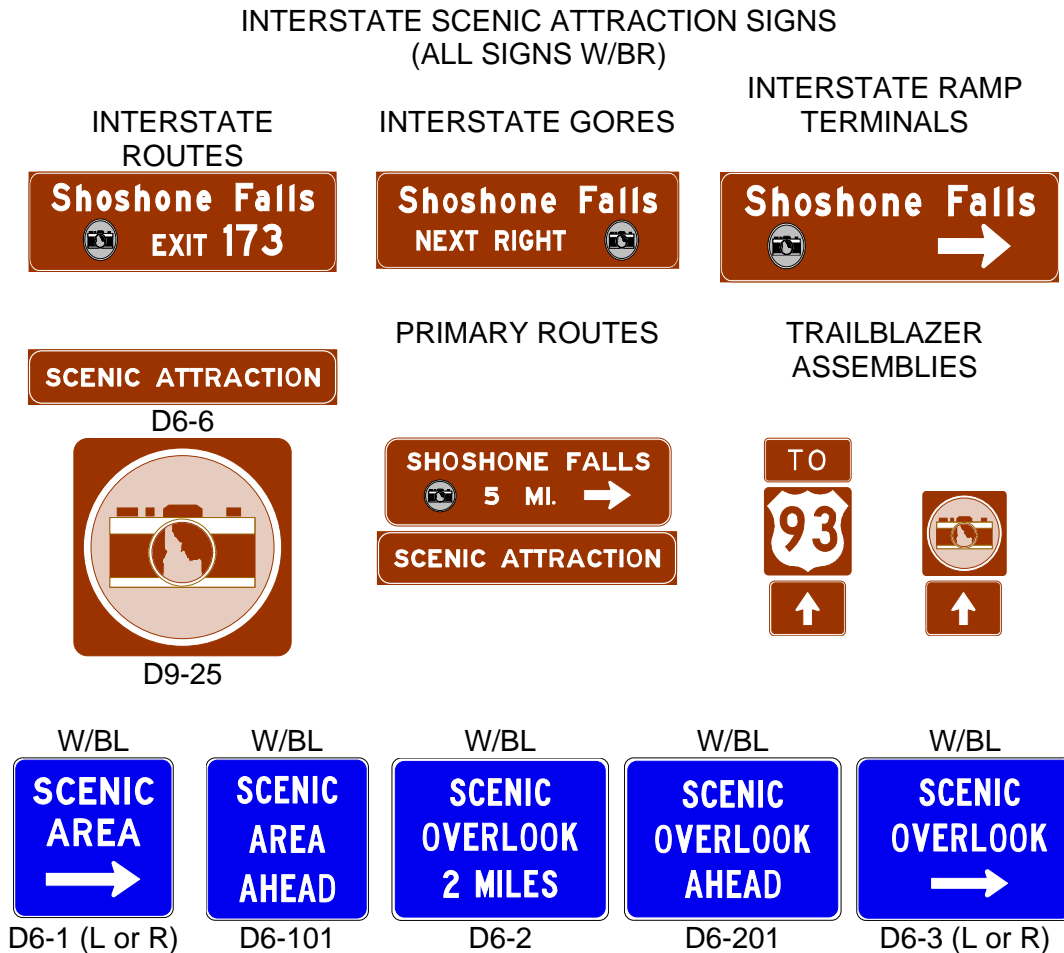 INTERSTATE SCENIC ATTRACTION SIGNS
(ALL SIGNS W/BR)
INTERSTATE
ROUTES
Shoshone Falls
EXIT 173
INTERSTATE GORES
Shoshone Falls
NEXT RIGHT
INTERSTATE RAMP
TERMINALS
Shoshone Falls
SCENIC ATTRACTION
D6-6
D9-25
PRIMARY ROUTES
SHOSHONE FALLS
5 MI.
SCENIC ATTRACTION
TRAILBLAZER
ASSEMBLIES
TO
93
W/BL
SCENIC
AREA
D6-1 (L or R)
W/BL
SCENIC
AREA
AHEAD
D6-101
W/BL
SCENIC
OVERLOOK
2 MILES
D6-2
W/BL
SCENIC
OVERLOOK
AHEAD
D6-201
W/BL
SCENIC
OVERLOOK
D6-3 (L or R)